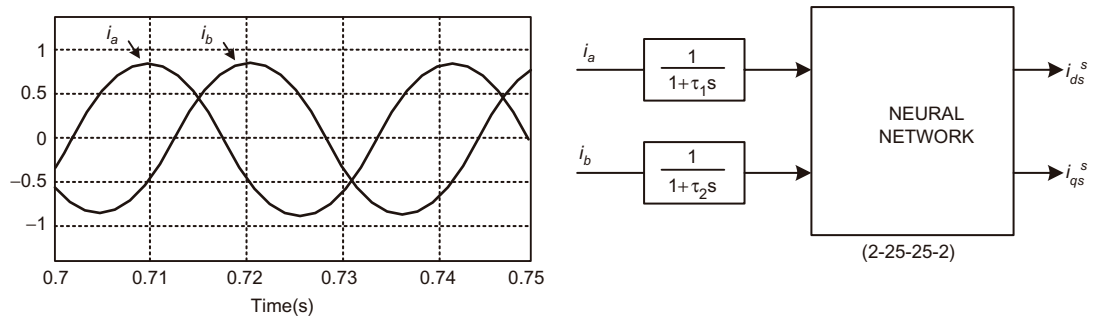 1
0.5
0
−0.5
−1
i_a
i_b
0.7 0.71 0.72 0.73 0.74 0.75
Time(s)
i_a
1
1+τ_1s
i_b
1
1+τ_2s
NEURAL
NETWORK
(2-25-25-2)
i_ds^s
i_qs^s